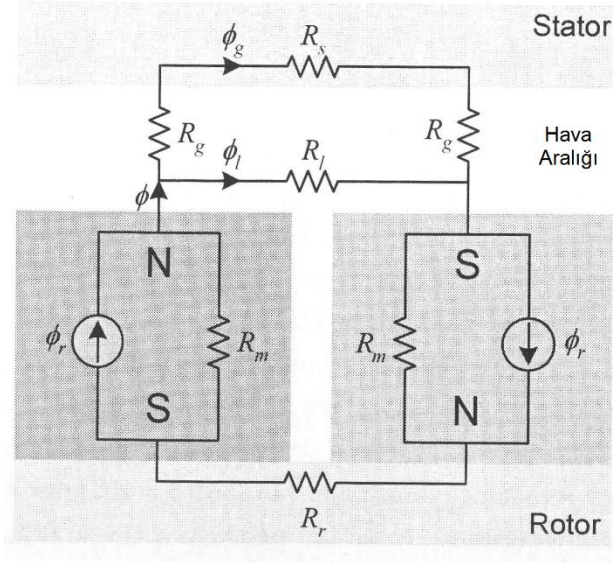 Stator
ϕg Rs
Rg Rg
Hava
Aralığı
ϕl Rl
ϕ
N S
ϕr Rm Rm ϕr
S N
Rr
Rotor